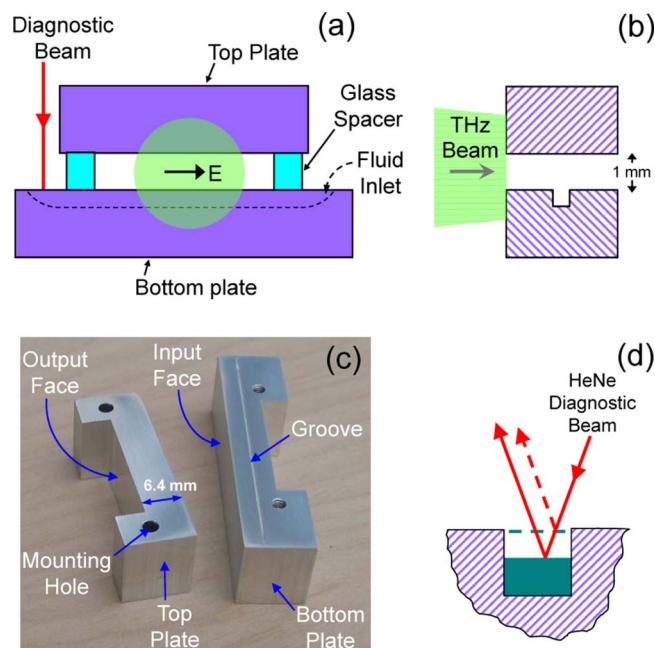 (a)
Diagnostic
Beam
Top Plate
Glass
Spacer
E
Fluid
Inlet
Bottom plate
(b)
THz
Beam
1 mm
(c)
Output
Face
Input
Face
Groove
6.4 mm
Mounting
Hole
Top
Plate
Bottom
Plate
(d)
HeNe
Diagnostic
Beam